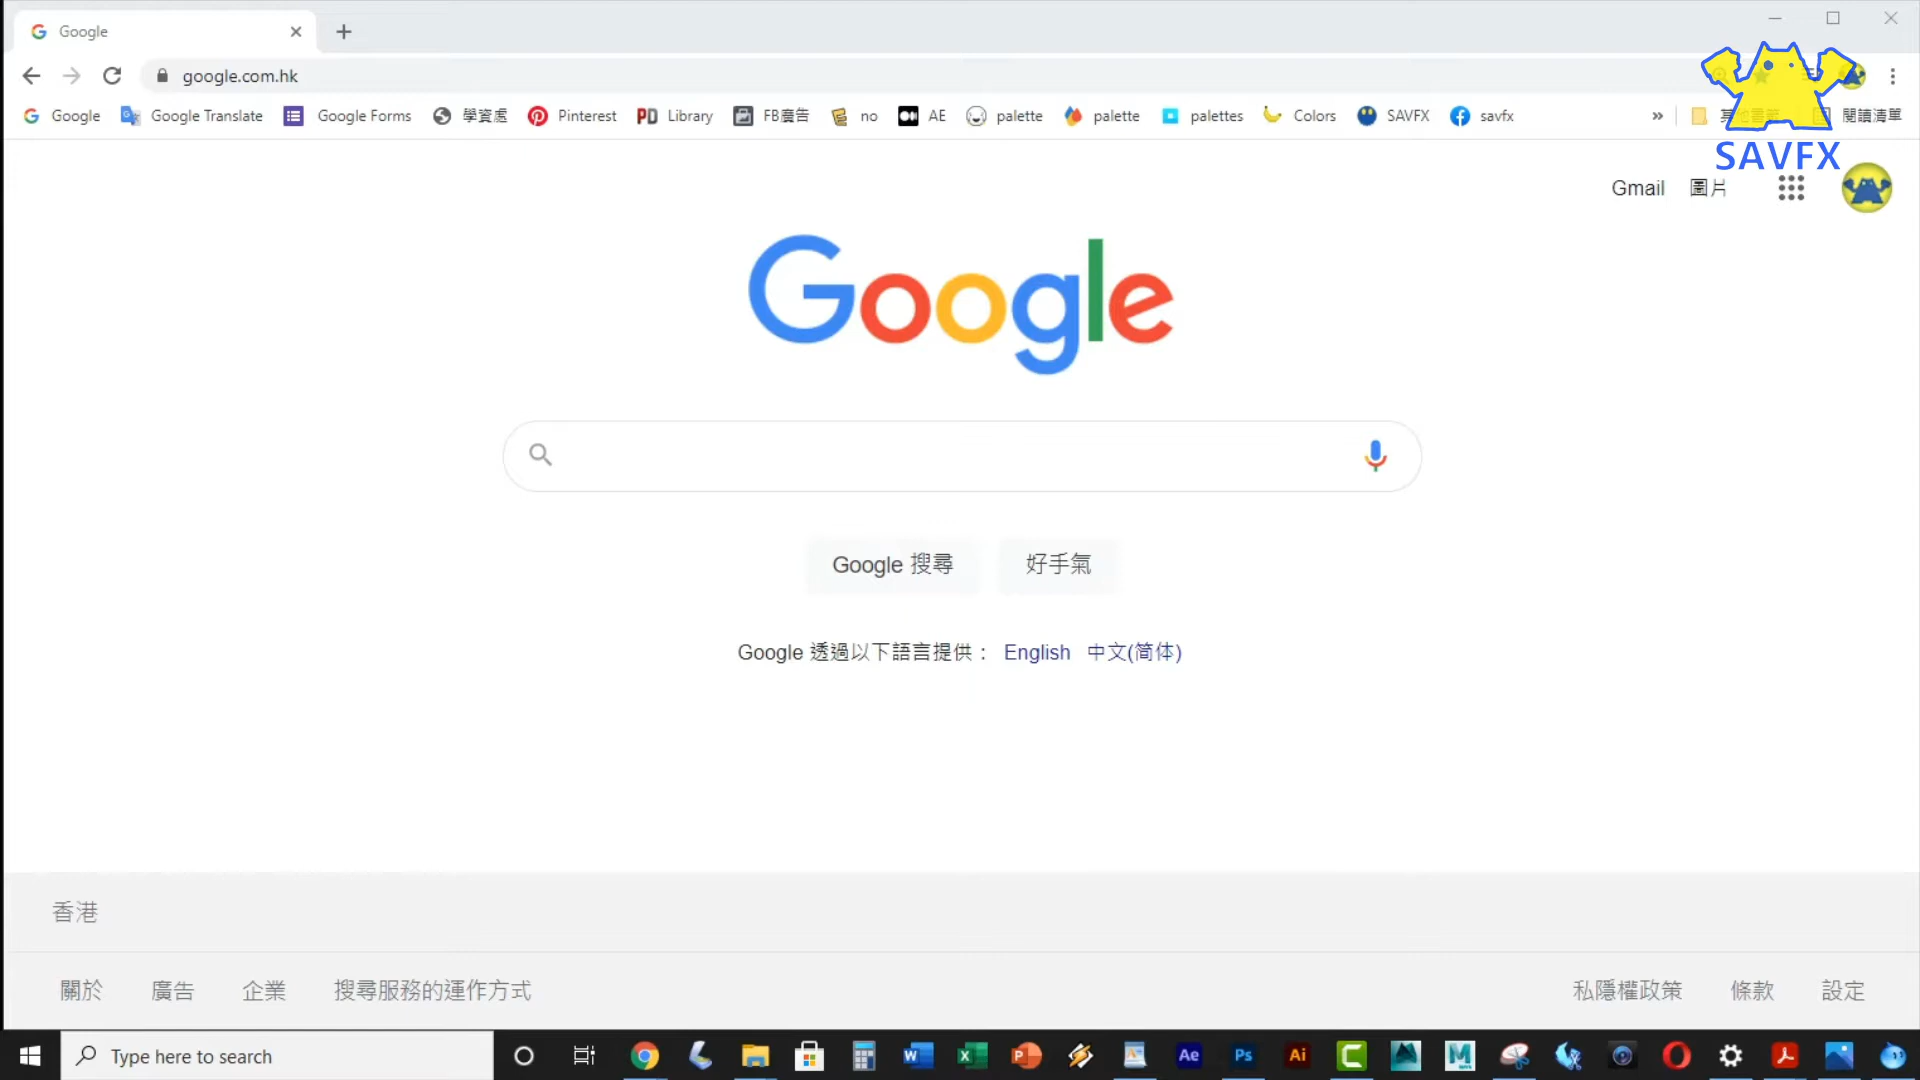 Google
google.com.hk
Google Google Translate Google Forms 學資處 Pinterest PD Library FB廣告 no AE palette palette palettes Colors SAVFX savfx » 閱讀清單
SAVFX
Gmail 圖片
Google
Google 搜尋 好手氣
Google 透過以下語言提供： English 中文(简体)
香港
關於 廣告 企業 搜尋服務的運作方式 私隱權政策 條款 設定
Type here to search Ae Ps Ai